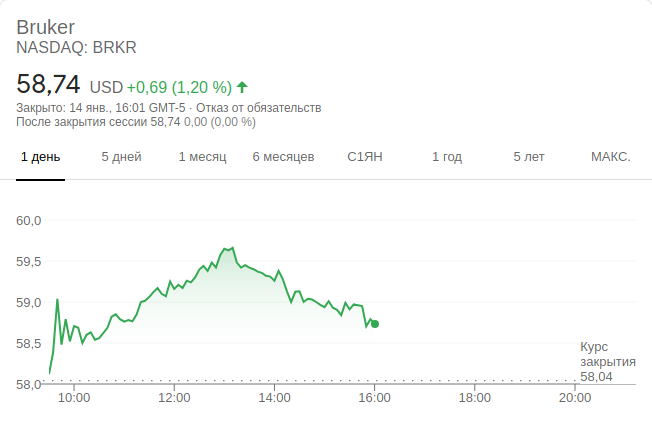 Bruker
NASDAQ: BRKR
58,74 USD +0,69 (1,20 %)
Закрыто: 14 янв., 16:01 GMT-5 · Отказ от обязательств
После закрытия сессии 58,74 0,00 (0,00 %)
1 день 5 дней 1 месяц 6 месяцев С1ЯН 1 год 5 лет МАКС.
60,0
59,5
59,0
58,5
58,0
Курс
закрытия
58,04
10:00 12:00 14:00 16:00 18:00 20:00